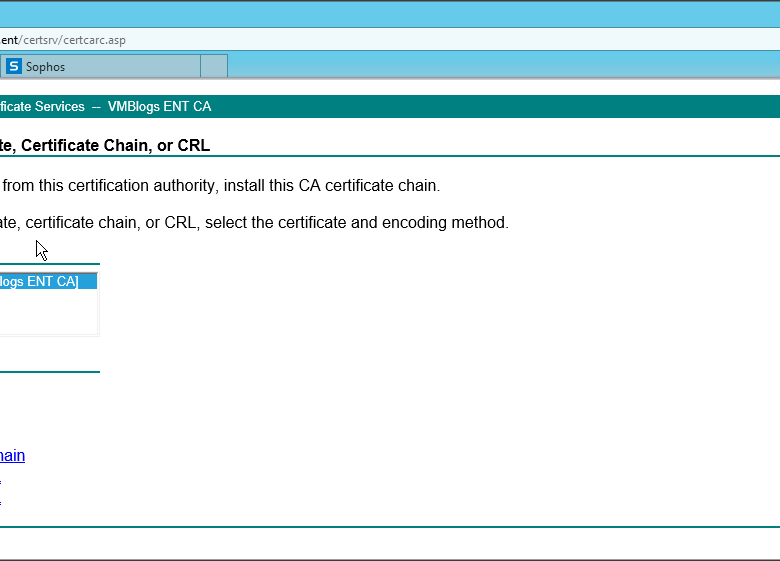 ent/certsrv/certcarc.asp
S Sophos
ficate Services -- VMBlogs ENT CA
te, Certificate Chain, or CRL
from this certification authority, install this CA certificate chain.
ate, certificate chain, or CRL, select the certificate and encoding method.
logs ENT CA]
hain